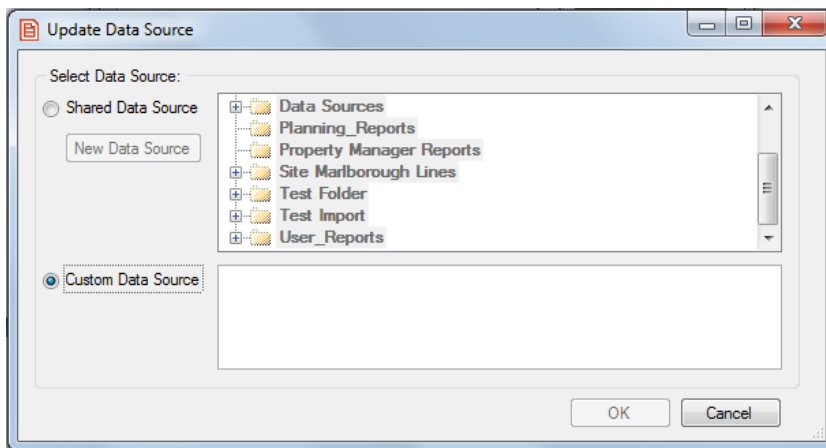 Update Data Source
Select Data Source:
Shared Data Source
New Data Source
Data Sources
Planning_Reports
Property Manager Reports
Site Marlborough Lines
Test Folder
Test Import
User_Reports
Custom Data Source
OK
Cancel